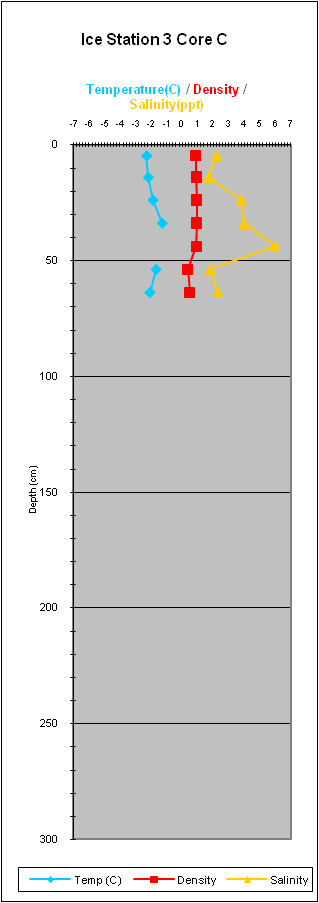 Ice Station 3 Core C
Temperature(C) / Density /
Salinity(ppt)
-7 -6 -5 -4 -3 -2 -1 0 1 2 3 4 5 6 7
0
50
100
Depth (cm)
150
200
250
300
Temp (C) Density Salinity